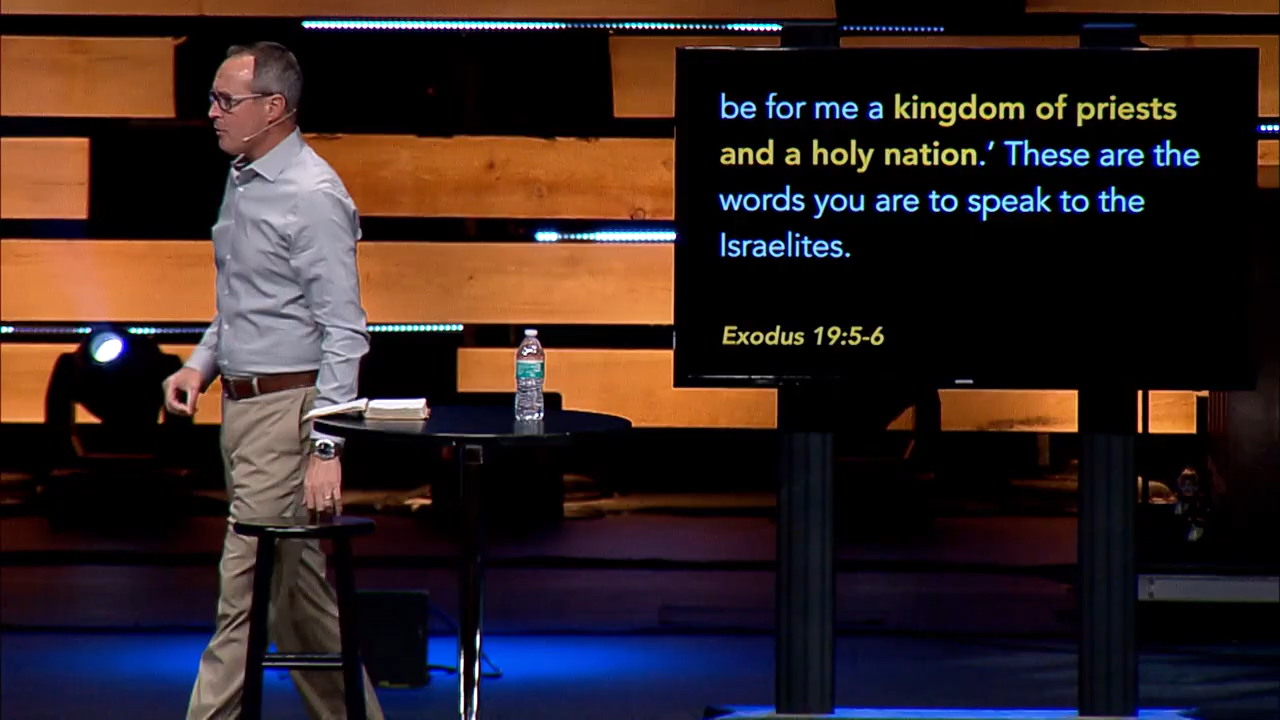 be for me a kingdom of priests
and a holy nation.’ These are the
words you are to speak to the
Israelites.
Exodus 19:5-6